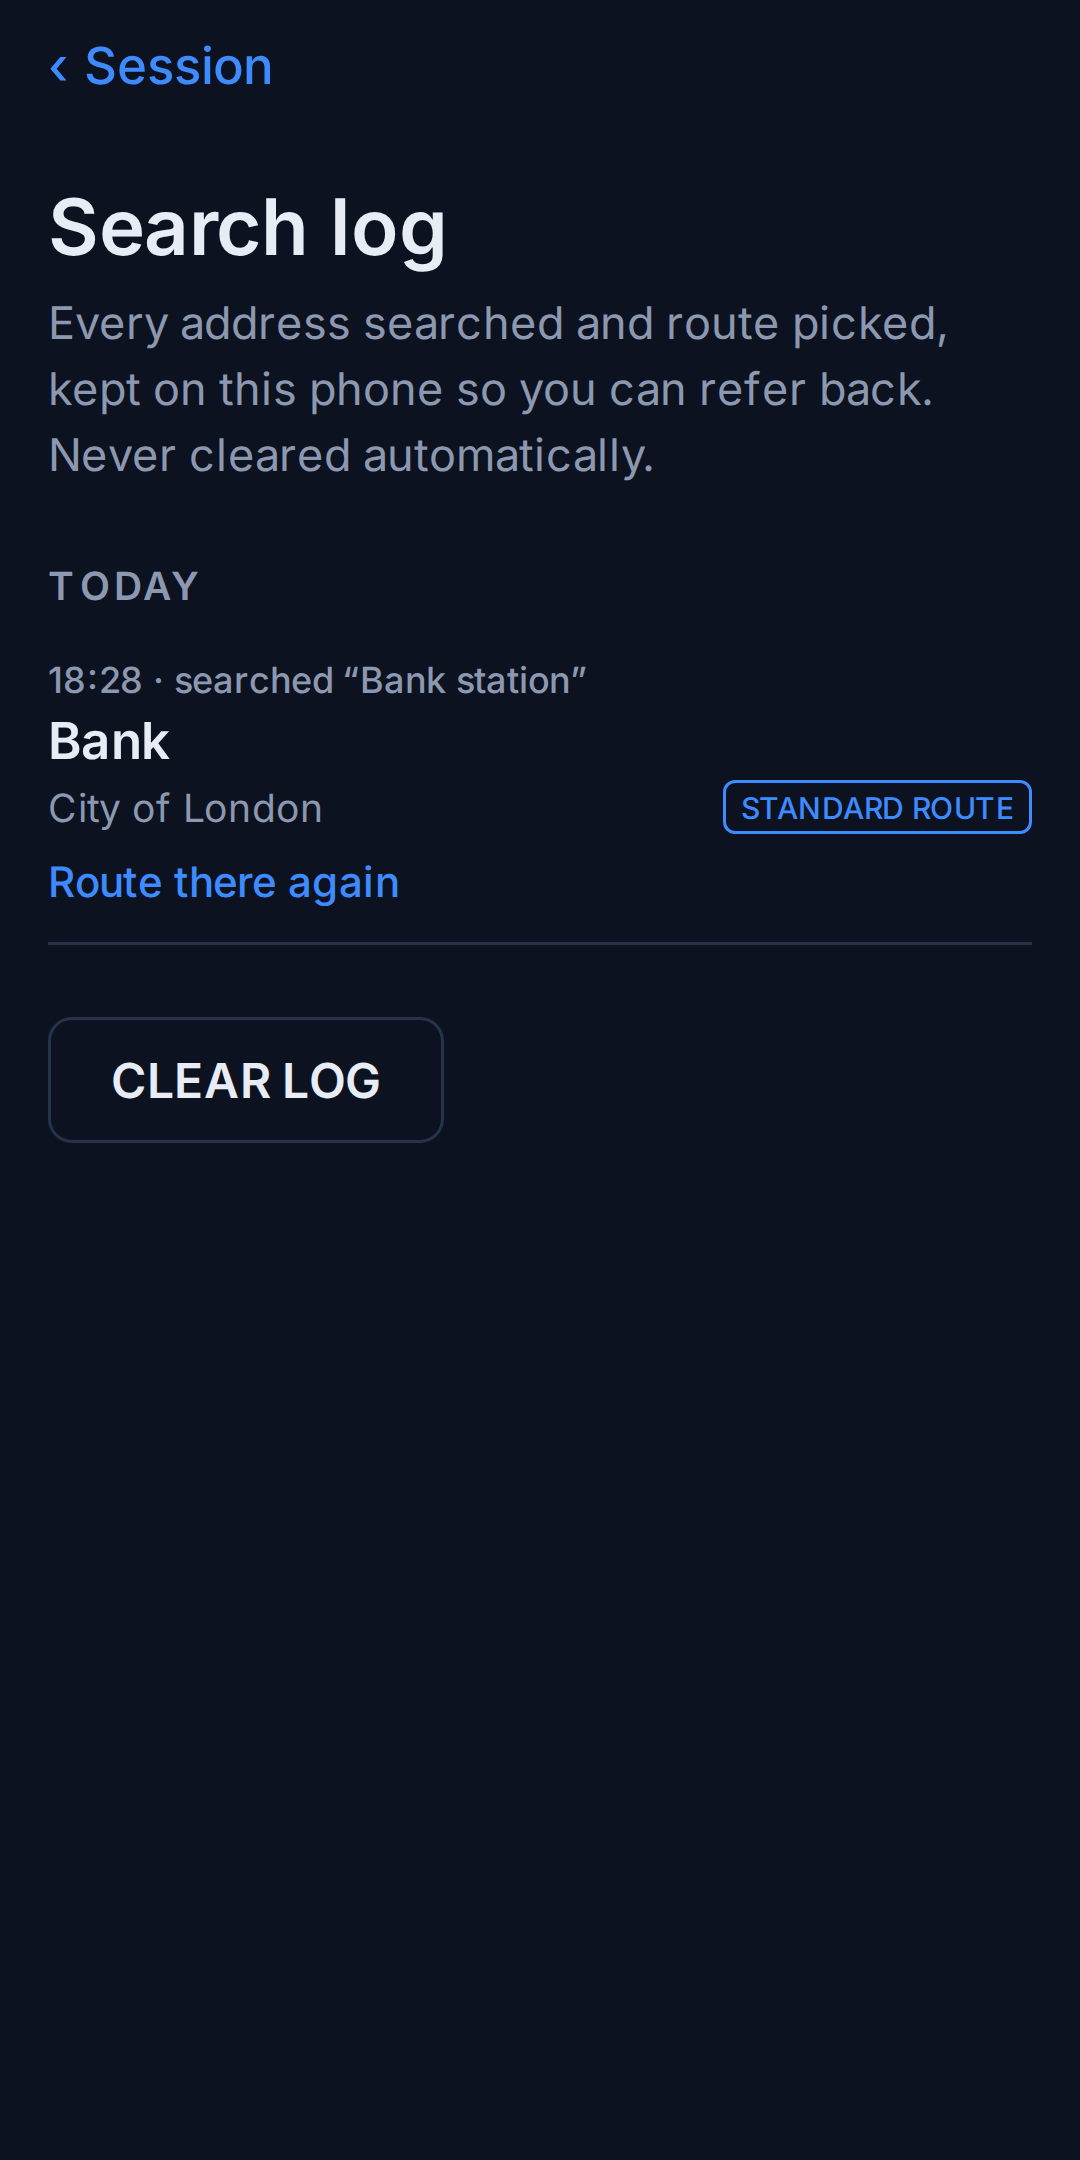 ‹ Session
Search log
Every address searched and route picked,
kept on this phone so you can refer back.
Never cleared automatically.
TODAY
18:28 · searched “Bank station”
Bank
City of London
STANDARD ROUTE
Route there again
CLEAR LOG